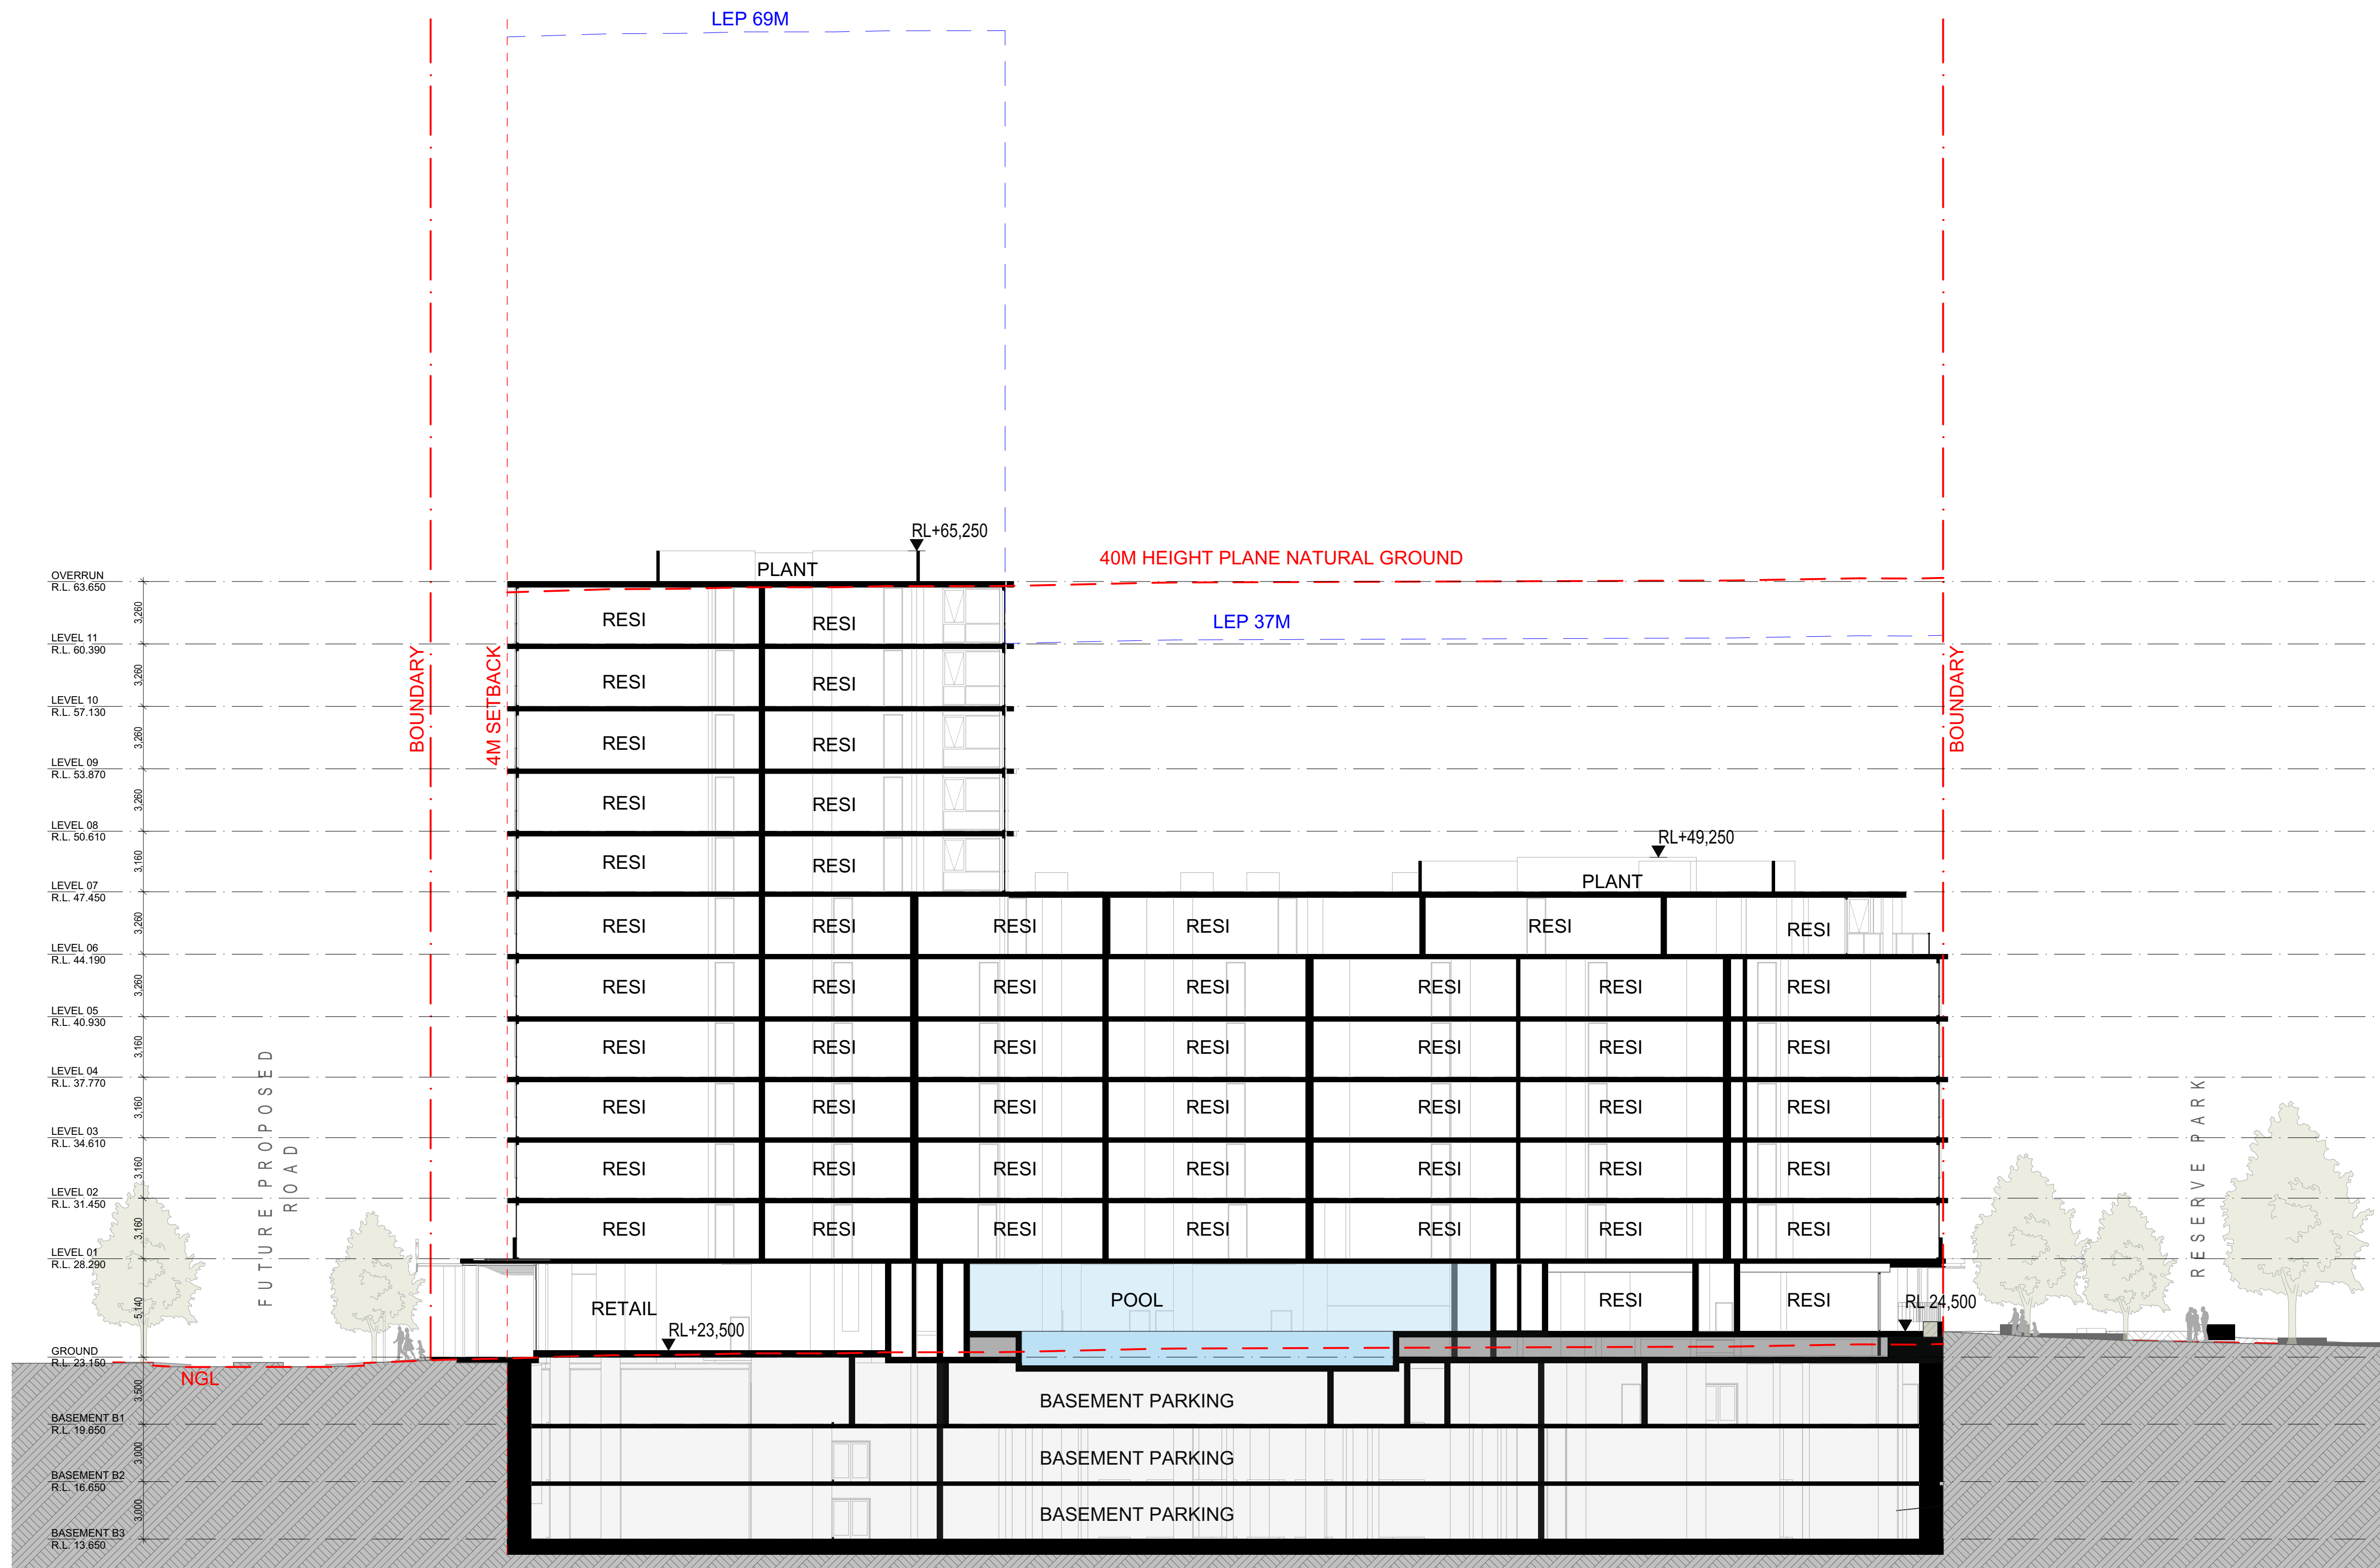 LEP 69M
RL+65,250
40M HEIGHT PLANE NATURAL GROUND
PLANT
OVERRUN
R.L. 63.650
3,260
RESI
RESI
LEP 37M
LEVEL 11
R.L. 60.390
BOUNDARY
4M SETBACK
BOUNDARY
3,260
RESI
RESI
LEVEL 10
R.L. 57.130
3,260
RESI
RESI
LEVEL 09
R.L. 53.870
3,260
RESI
RESI
LEVEL 08
R.L. 50.610
RL+49,250
3,160
RESI
RESI
PLANT
LEVEL 07
R.L. 47.450
3,260
RESI
RESI
RESI
RESI
RESI
RESI
LEVEL 06
R.L. 44.190
3,260
RESI
RESI
RESI
RESI
RESI
RESI
RESI
LEVEL 05
R.L. 40.930
3,160
RESI
RESI
RESI
RESI
RESI
RESI
RESI
LEVEL 04
R.L. 37.770
3,160
RESI
RESI
RESI
RESI
RESI
RESI
RESI
LEVEL 03
R.L. 34.610
3,160
RESI
RESI
RESI
RESI
RESI
RESI
RESI
LEVEL 02
R.L. 31.450
3,160
RESI
RESI
RESI
RESI
RESI
RESI
RESI
LEVEL 01
R.L. 28.290
FUTURE PROPOSED
ROAD
RESERVE PARK
5,140
RETAIL
POOL
RESI
RESI
RL 24,500
RL+23,500
GROUND
R.L. 23.150
NGL
3,500
BASEMENT PARKING
BASEMENT B1
R.L. 19.650
3,000
BASEMENT PARKING
BASEMENT B2
R.L. 16.650
3,000
BASEMENT PARKING
BASEMENT B3
R.L. 13.650